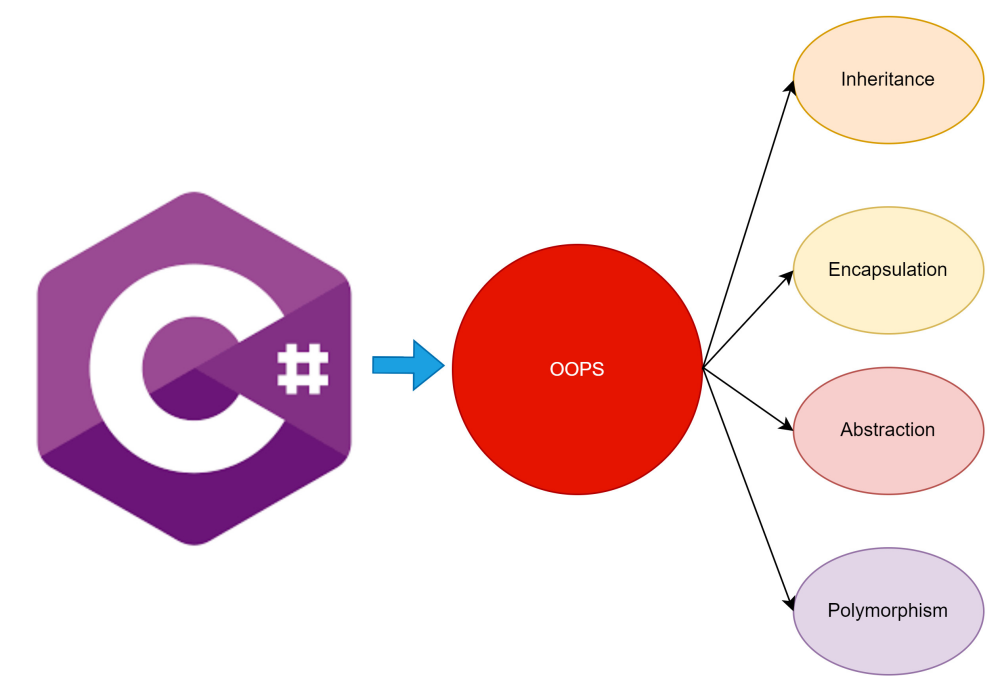 C#
OOPS
Inheritance
Encapsulation
Abstraction
Polymorphism